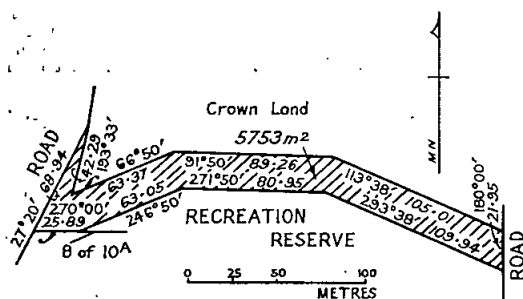 Crown Land
5753m²
MN
ROAD
27°20' 68·94
42·29
193°33'
66°50'
63·37
91°50' 89·26
113°38' 105·01
180°00'
21·95
270°00'
25·89
63·05
246°50'
271°50' 80·95
293°38' 109·94
8 of 10A
RECREATION
RESERVE
ROAD
0 25 50 100
METRES